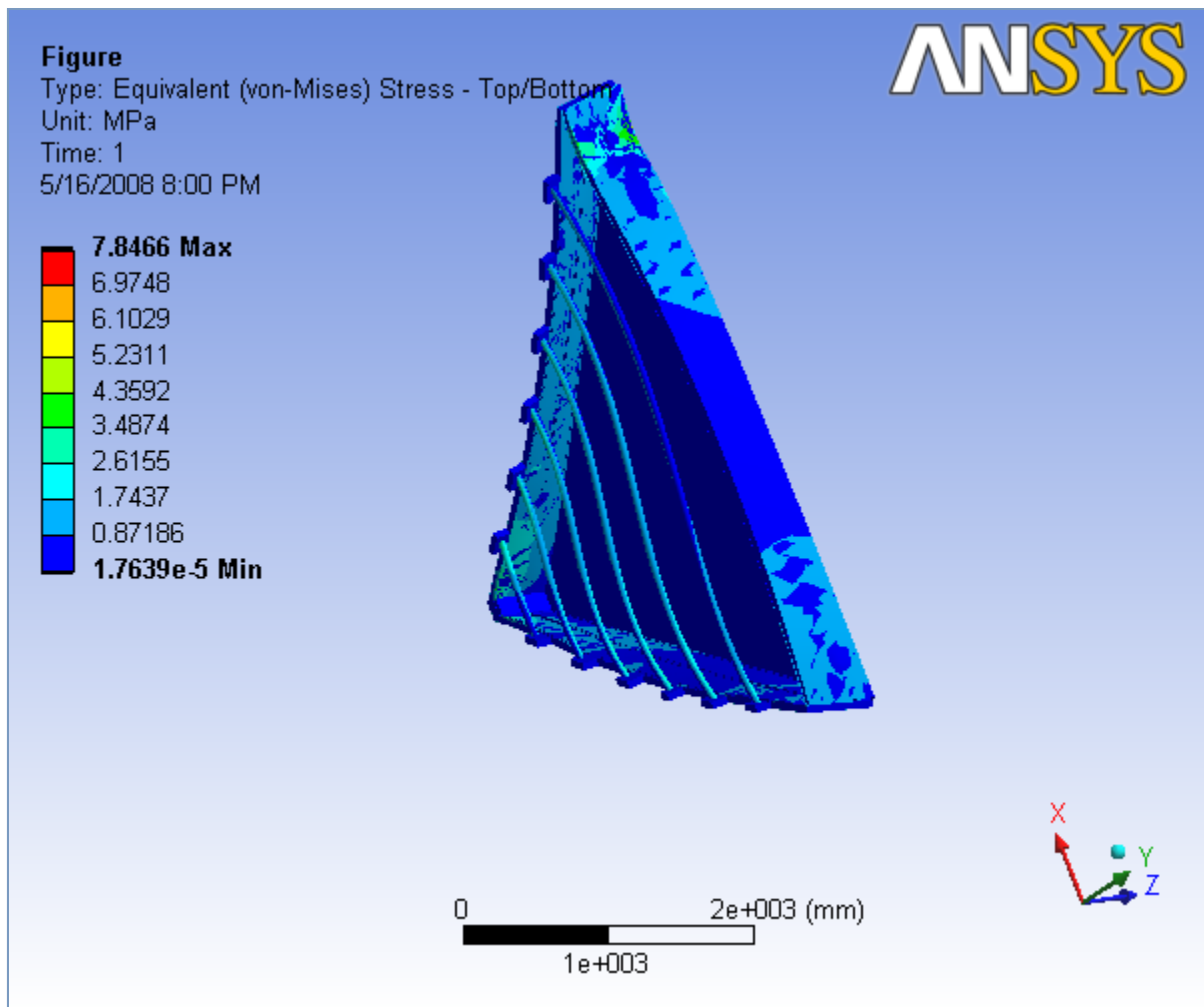 Figure
Type: Equivalent (von-Mises) Stress - Top/Bottom
Unit: MPa
Time: 1
5/16/2008 8:00 PM
ANSYS
7.8466 Max
6.9748
6.1029
5.2311
4.3592
3.4874
2.6155
1.7437
0.87186
1.7639e-5 Min
X
Y
Z
0
2e+003 (mm)
1e+003